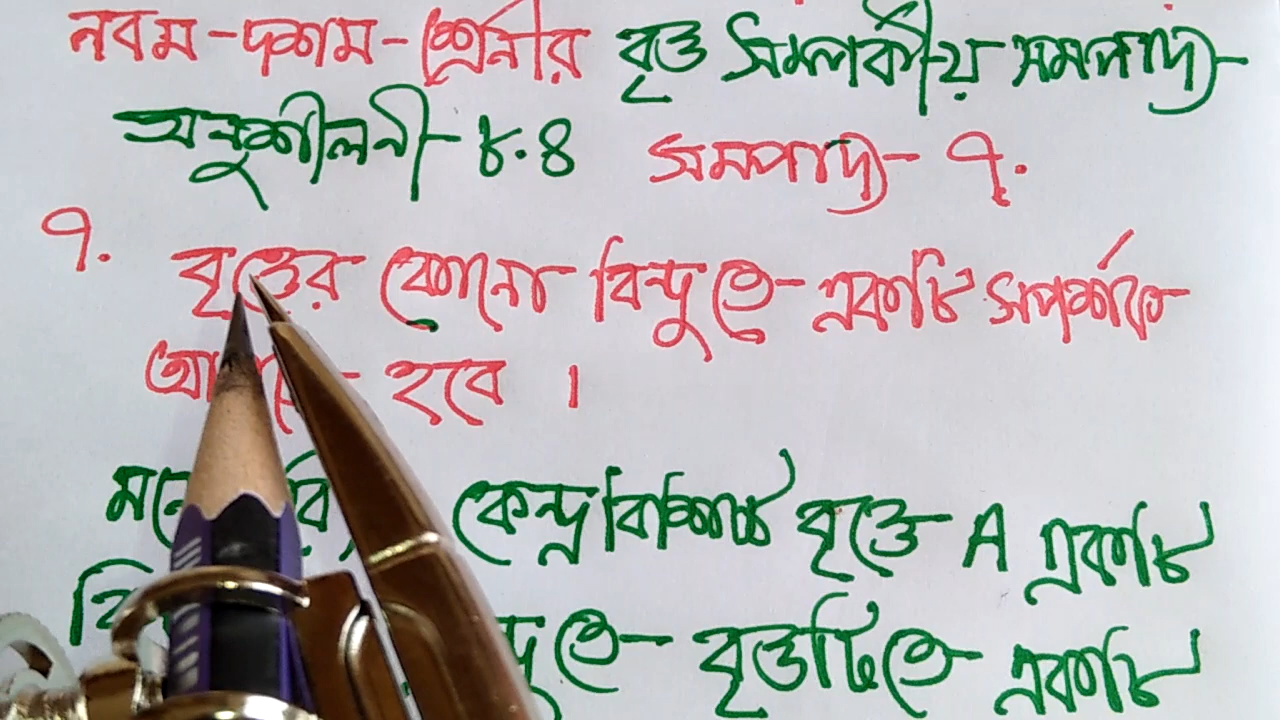 নবম-দশম-শ্রেনীর বৃত্ত সম্পর্কীয় সম্পাদ্য
অনুশীলনী-৮.৪ সম্পাদ্য- ৭.
৭. বৃত্তের কোনো বিন্দুতে একটি স্পর্শক
হবে ।
কেন্দ্রবিশিষ্ট বৃত্তে A একটি
বৃত্তটিতে একটি